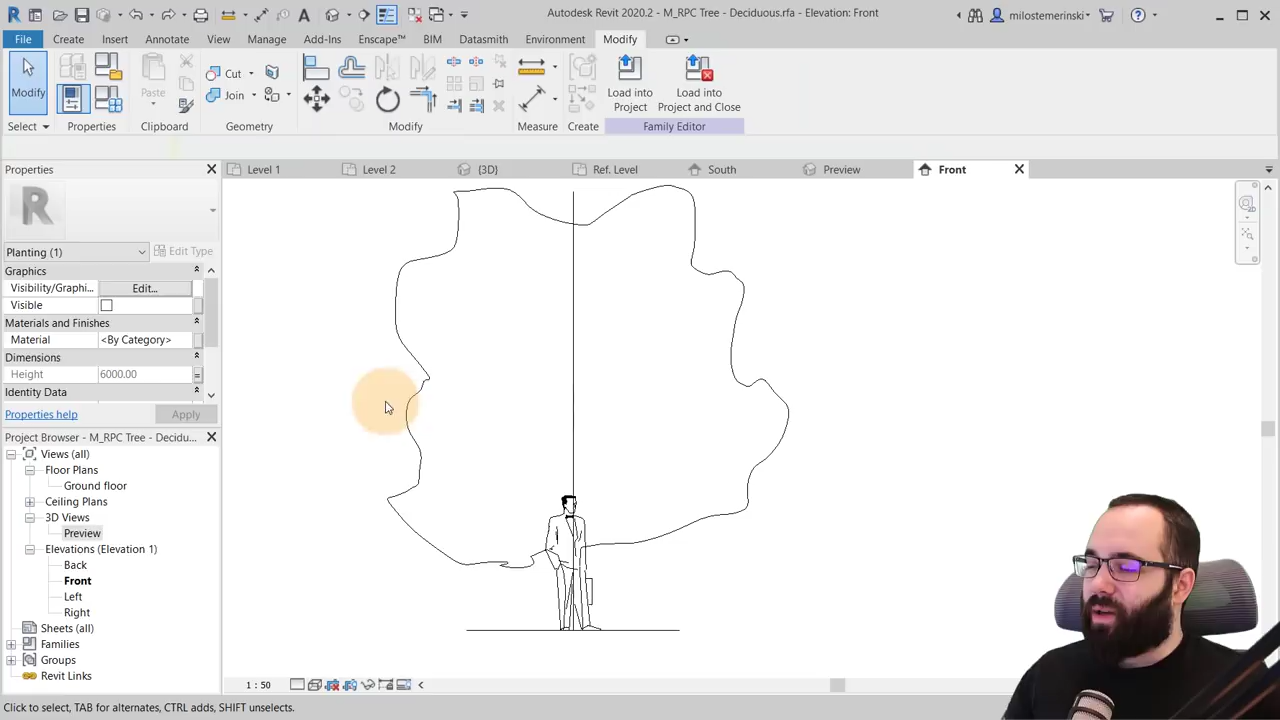 Autodesk Revit 2020.2 - M_RPC Tree - Deciduous.rfa - Elevation: Front
milostemerinski
File
Create
Insert
Annotate
View
Manage
Add-Ins
Enscape™
BIM
Datasmith
Environment
Modify
Modify
Paste
Cut
Join
Load into
Project
Load into
Project and Close
Select
Properties
Clipboard
Geometry
Modify
Measure
Create
Family Editor
Properties
Level 1
Level 2
(3D)
Ref. Level
South
Preview
Front
R
Planting (1)
Edit Type
Graphics
Visibility/Graphi...
Edit...
Visible
Materials and Finishes
Material
<By Category>
Dimensions
Height
6000.00
Identity Data
Properties help
Apply
Project Browser - M_RPC Tree - Decidu...
Views (all)
Floor Plans
Ground floor
Ceiling Plans
3D Views
Preview
Elevations (Elevation 1)
Back
Front
Left
Right
Sheets (all)
Families
Groups
Revit Links
1 : 50
Click to select, TAB for alternates, CTRL adds, SHIFT unselects.